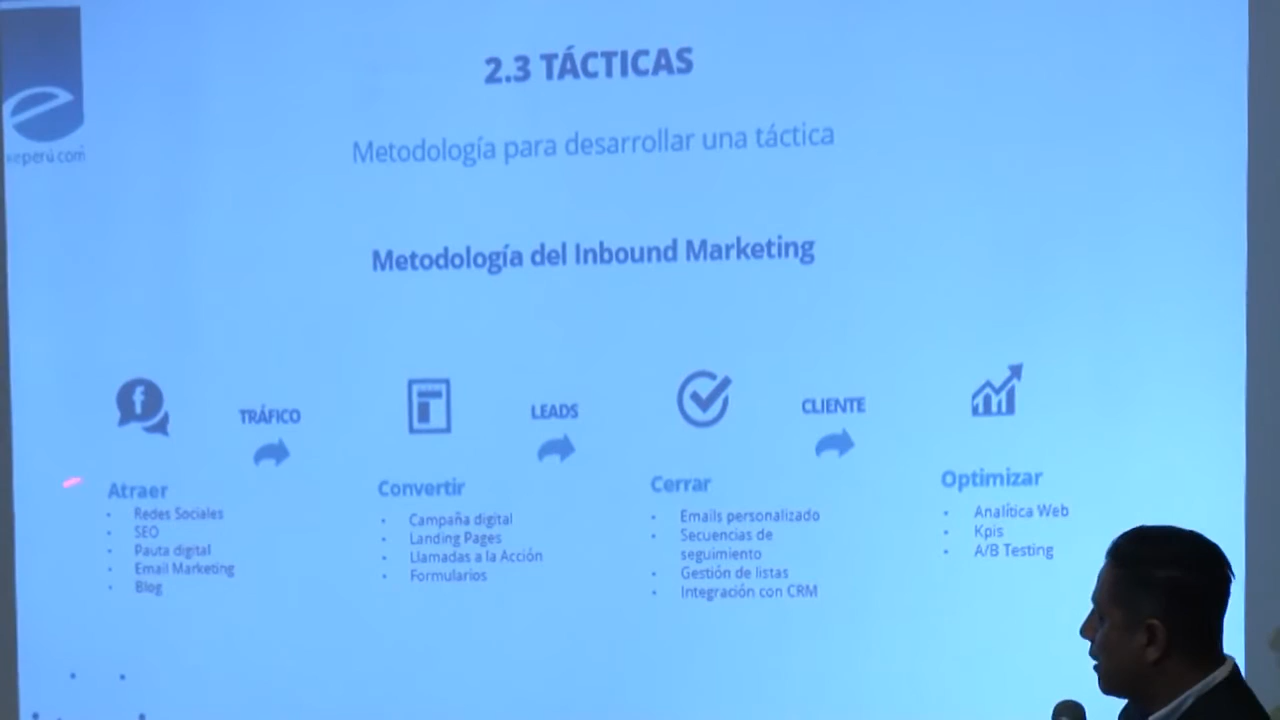 2.3 TÁCTICAS
perú.com
Metodología para desarrollar una táctica
Metodología del Inbound Marketing
TRÁFICO
LEADS
CLIENTE
Atraer
• Redes Sociales
• SEO
• Pauta digital
• Email Marketing
• Blog
Convertir
• Campaña digital
• Landing Pages
• Llamadas a la Acción
• Formularios
Cerrar
• Emails personalizado
• Secuencias de
seguimiento
• Gestión de listas
• Integración con CRM
Optimizar
• Analítica Web
• Kpis
• A/B Testing